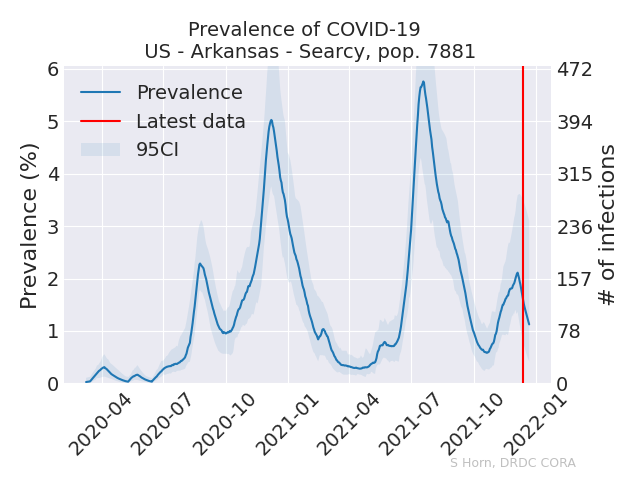 Prevalence of COVID-19
US - Arkansas - Searcy, pop. 7881
Prevalence (%)
6
5
4
3
2
1
0
Prevalence
Latest data
95CI
472
394
315
236
157
78
0
# of infections
2020-04
2020-07
2020-10
2021-01
2021-04
2021-07
2021-10
2022-01
S Horn, DRDC CORA